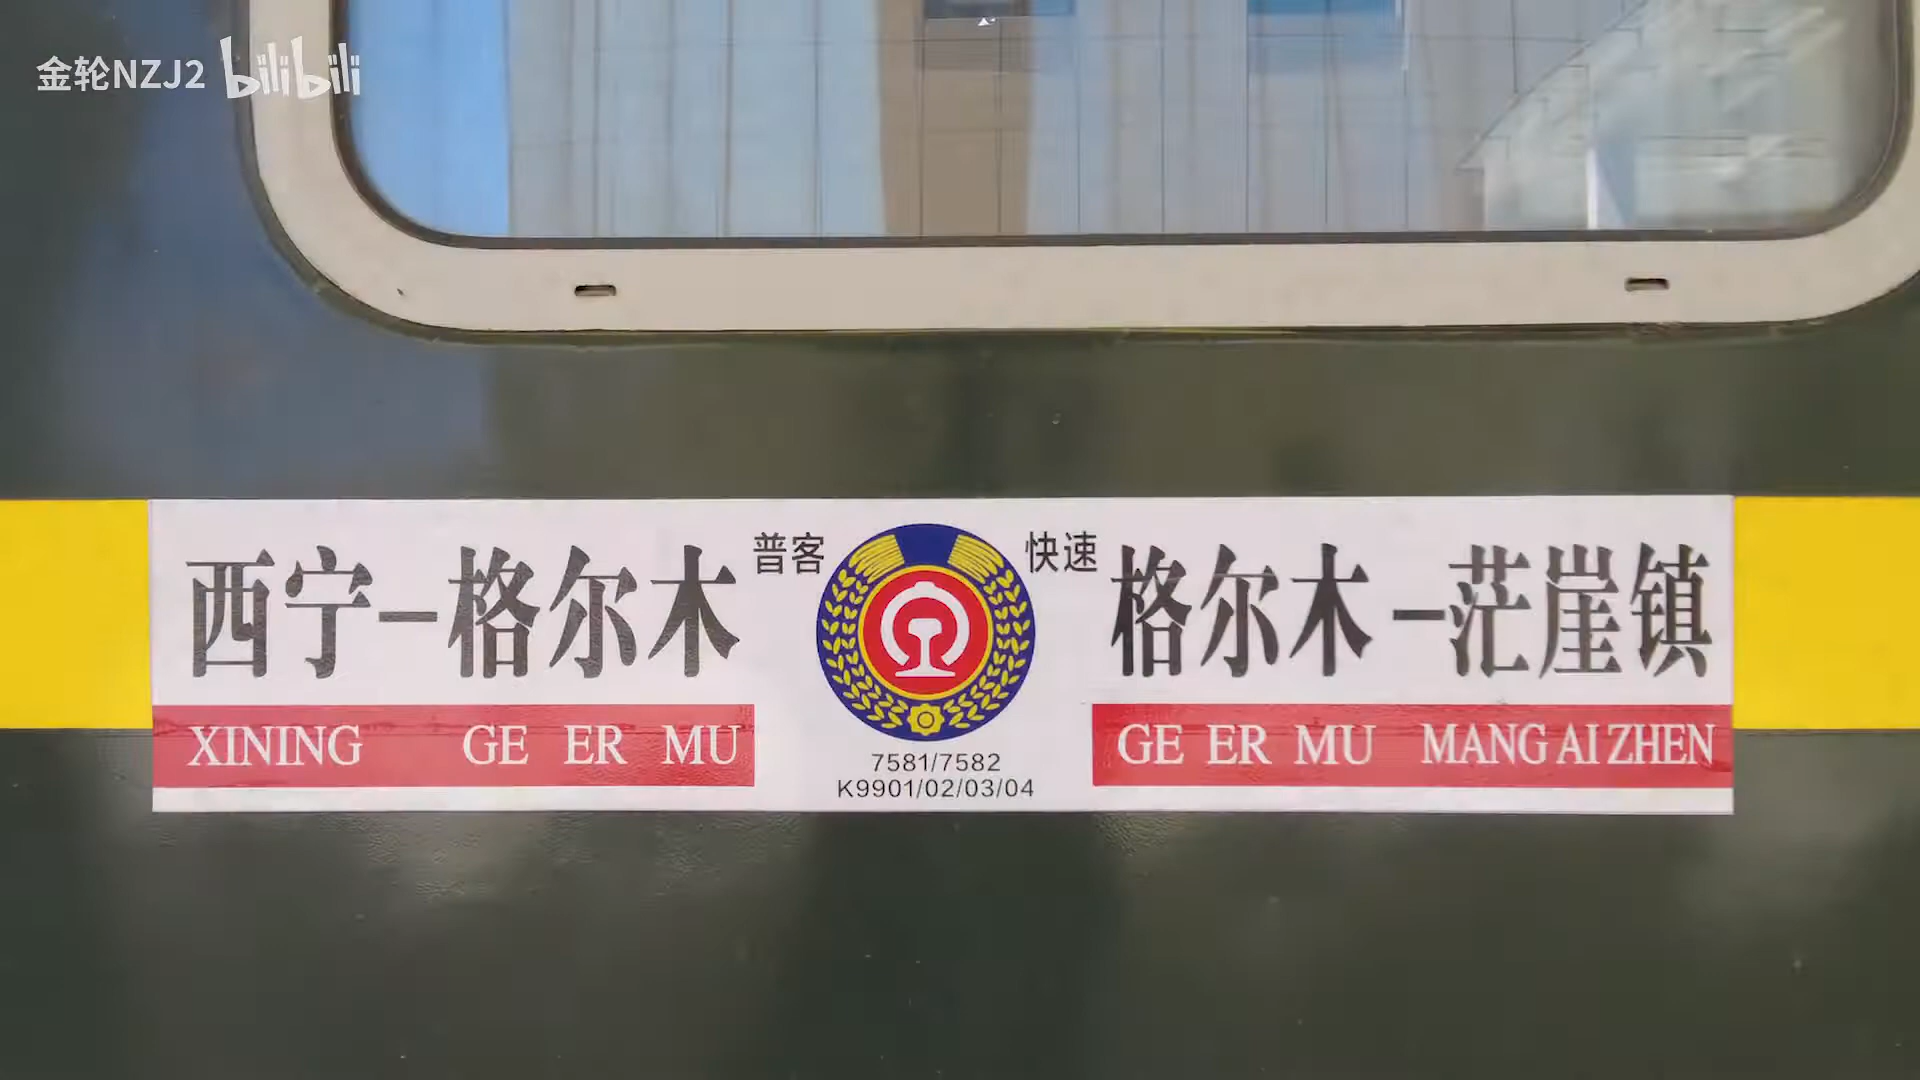 金轮NZJ2 bilibili
西宁–格尔木
普客
快速
格尔木–茫崖镇
XINING GE ER MU
GE ER MU MANG AI ZHEN
7581/7582
K9901/02/03/04